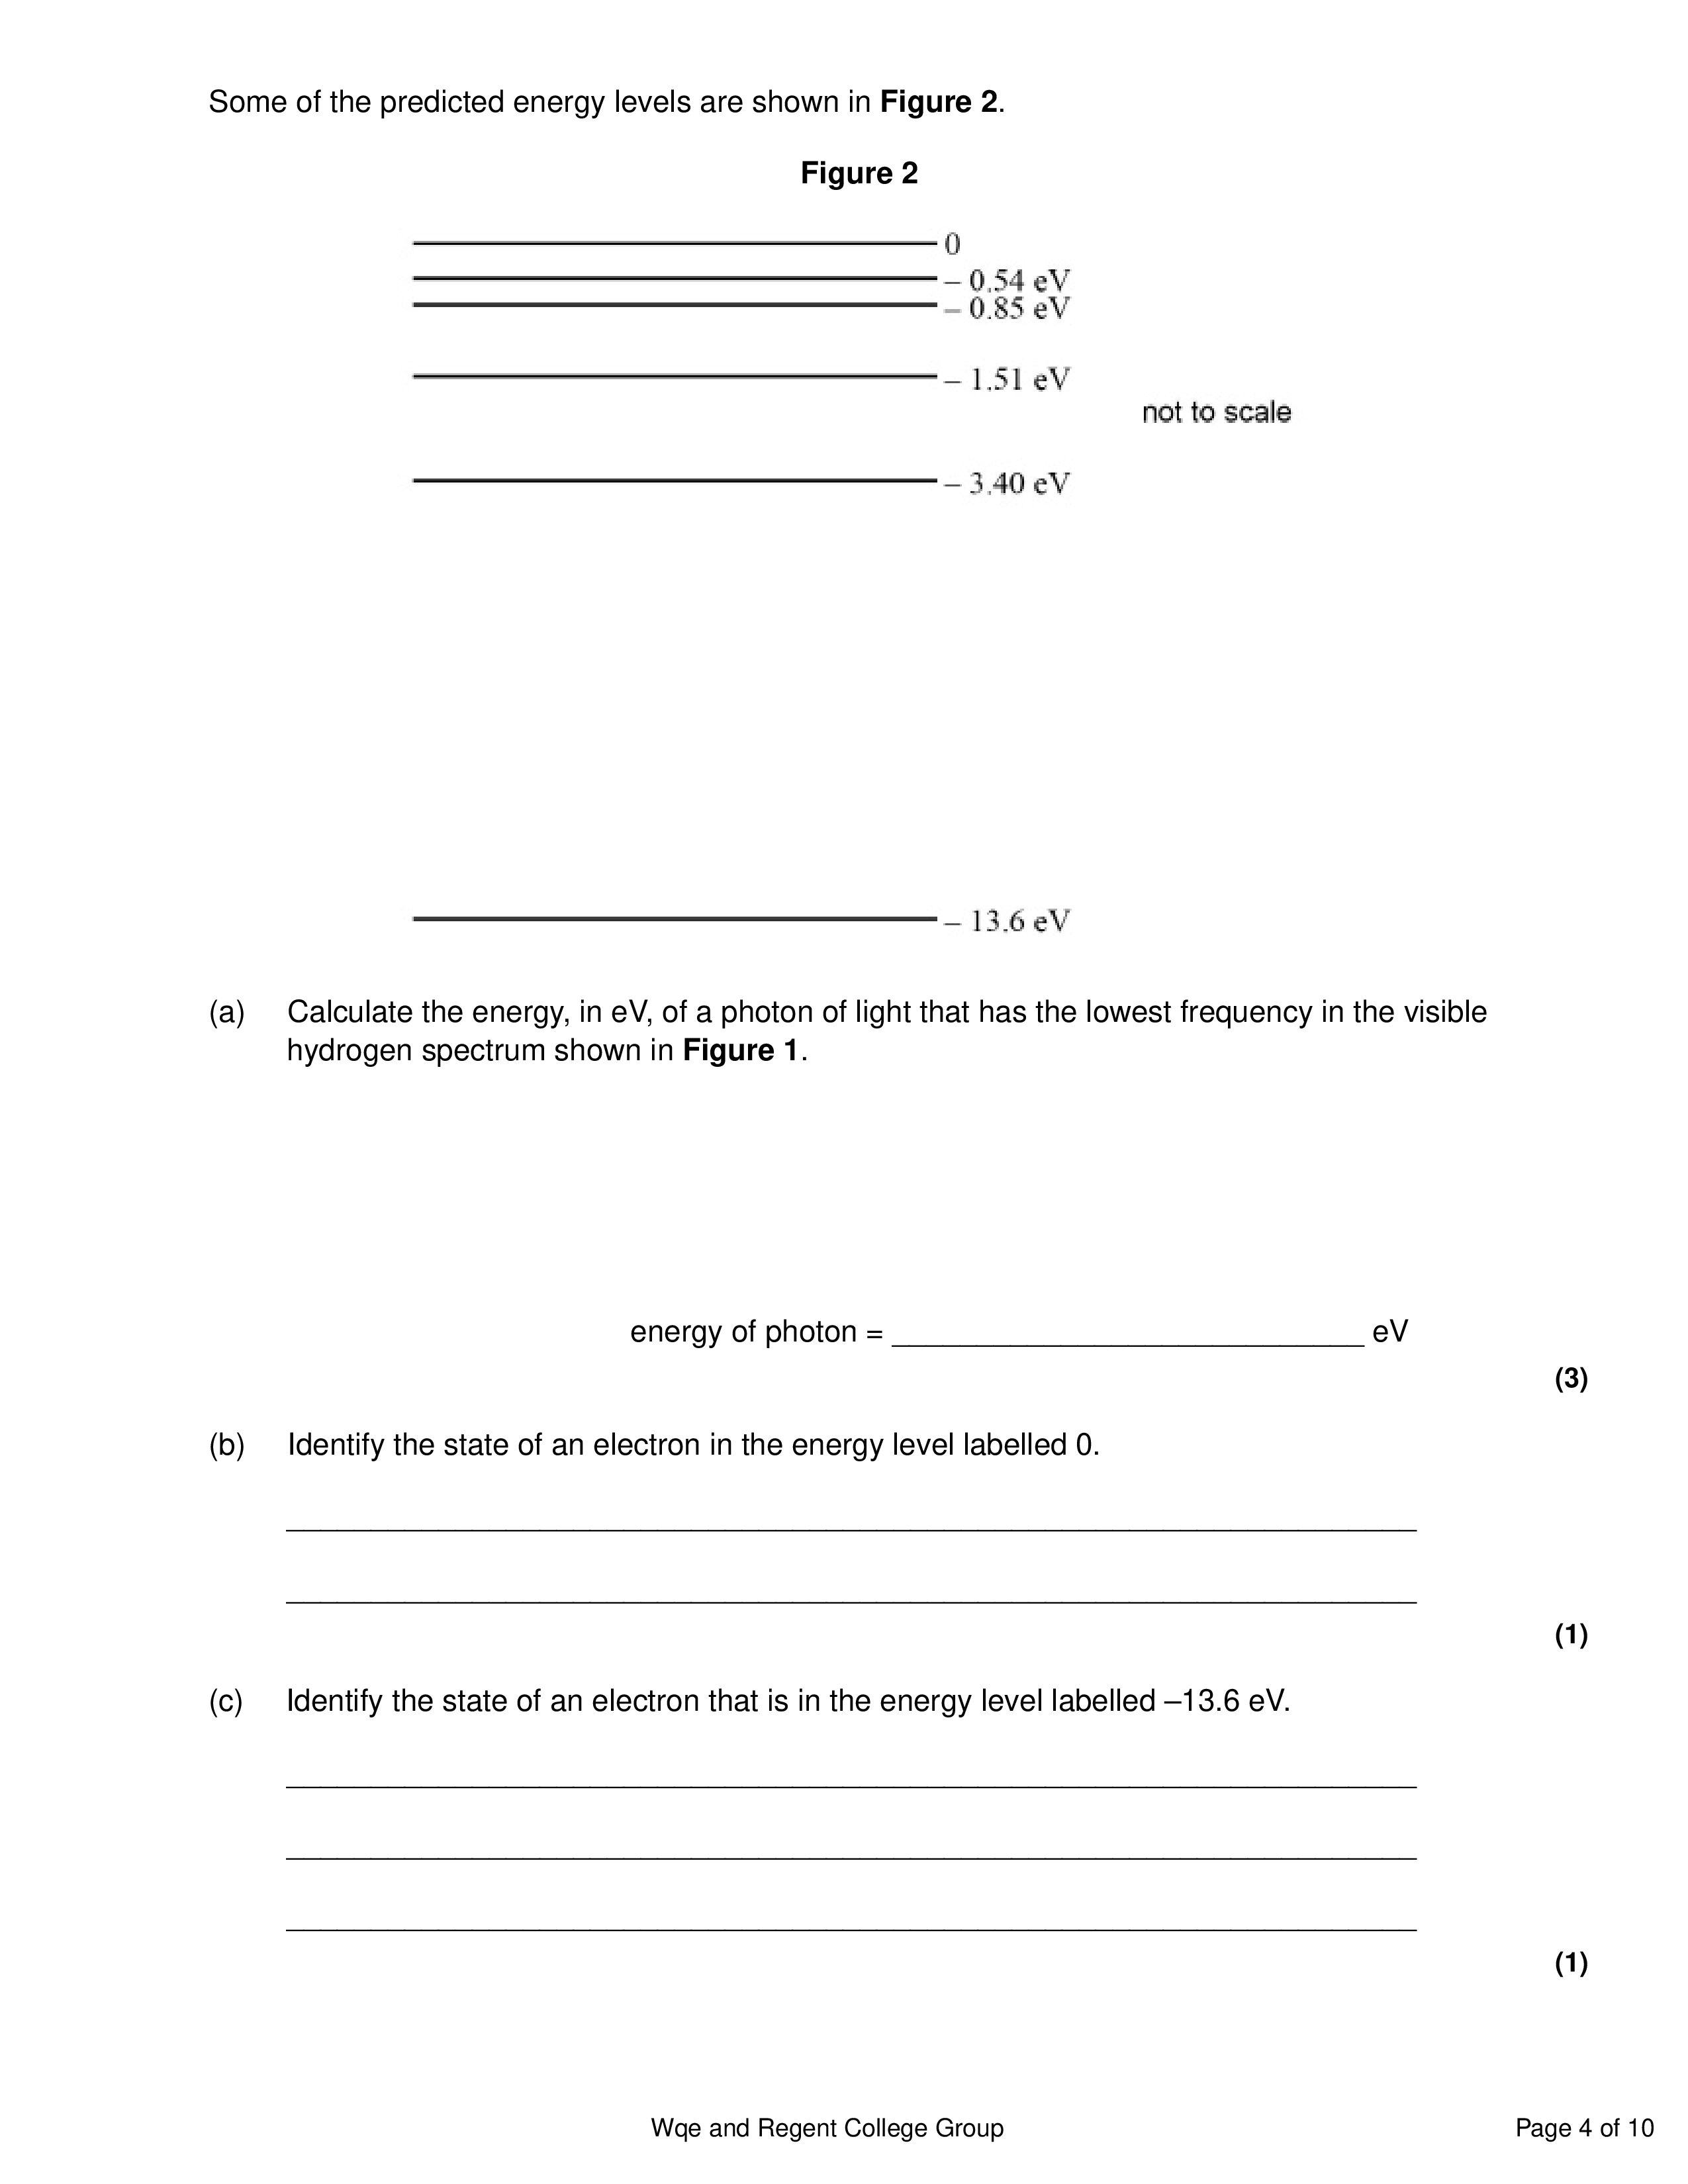 Some of the predicted energy levels are shown in Figure 2.
Figure 2
0
– 0.54 eV
– 0.85 eV
– 1.51 eV
not to scale
– 3.40 eV
– 13.6 eV
(a) Calculate the energy, in eV, of a photon of light that has the lowest frequency in the visible
hydrogen spectrum shown in Figure 1.
energy of photon = ____________________________ eV
(3)
(b) Identify the state of an electron in the energy level labelled 0.
(1)
(c) Identify the state of an electron that is in the energy level labelled –13.6 eV.
(1)
Wqe and Regent College Group Page 4 of 10